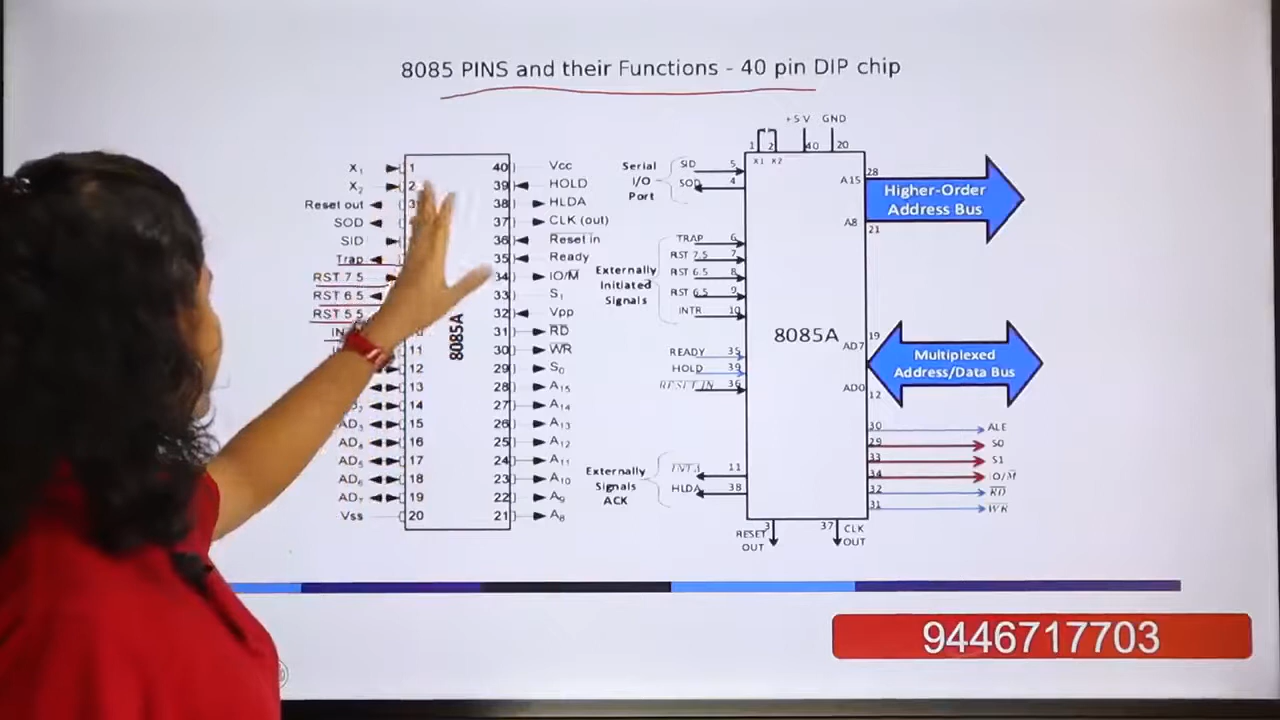 8085 PINS and their Functions - 40 pin DIP chip
X1 1 40 Vcc
X2 2 39 HOLD
Reset out 38 HLDA
SOD 37 CLK (out)
SID 36 Reset in
Trap 35 Ready
RST 7 5 34 IO/M
RST 6 5 33 S1
RST 5 5 32 Vpp
31 RD
11 30 WR
12 29 S0
13 28 A15
14 27 A14
AD3 15 26 A13
AD4 16 25 A12
AD5 17 24 A11
AD6 18 23 A10
AD7 19 22 A9
Vss 20 21 A8
8085A
+5 V GND
1 2 40 20
X1 X2
Serial I/O Port
SID 5
SOD 4
Externally Initiated Signals
TRAP 6
RST 7.5 7
RST 6.5 8
RST 6.5 9
INTR 10
READY 35
HOLD 39
RESET IN 36
Externally Signals ACK
INTA 11
HLDA 38
8085A
A15 28
Higher-Order
Address Bus
A8 21
AD7 19
Multiplexed
Address/Data Bus
AD0 12
30 ALE
29 S0
33 S1
34 IO/M
32 RD
31 WR
RESET OUT 3
37 CLK OUT
9446717703